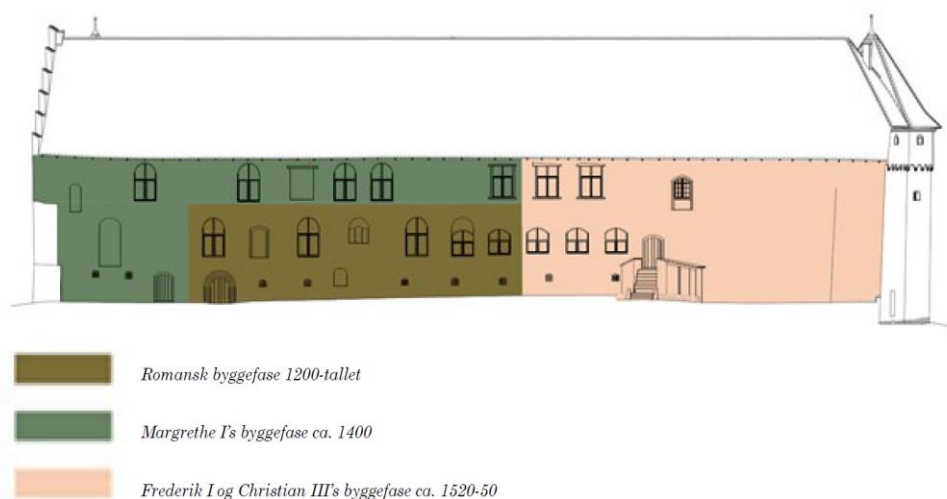 Romansk byggefase 1200-tallet
Margrethe I's byggefase ca. 1400
Frederik I og Christian III's byggefase ca. 1520-50